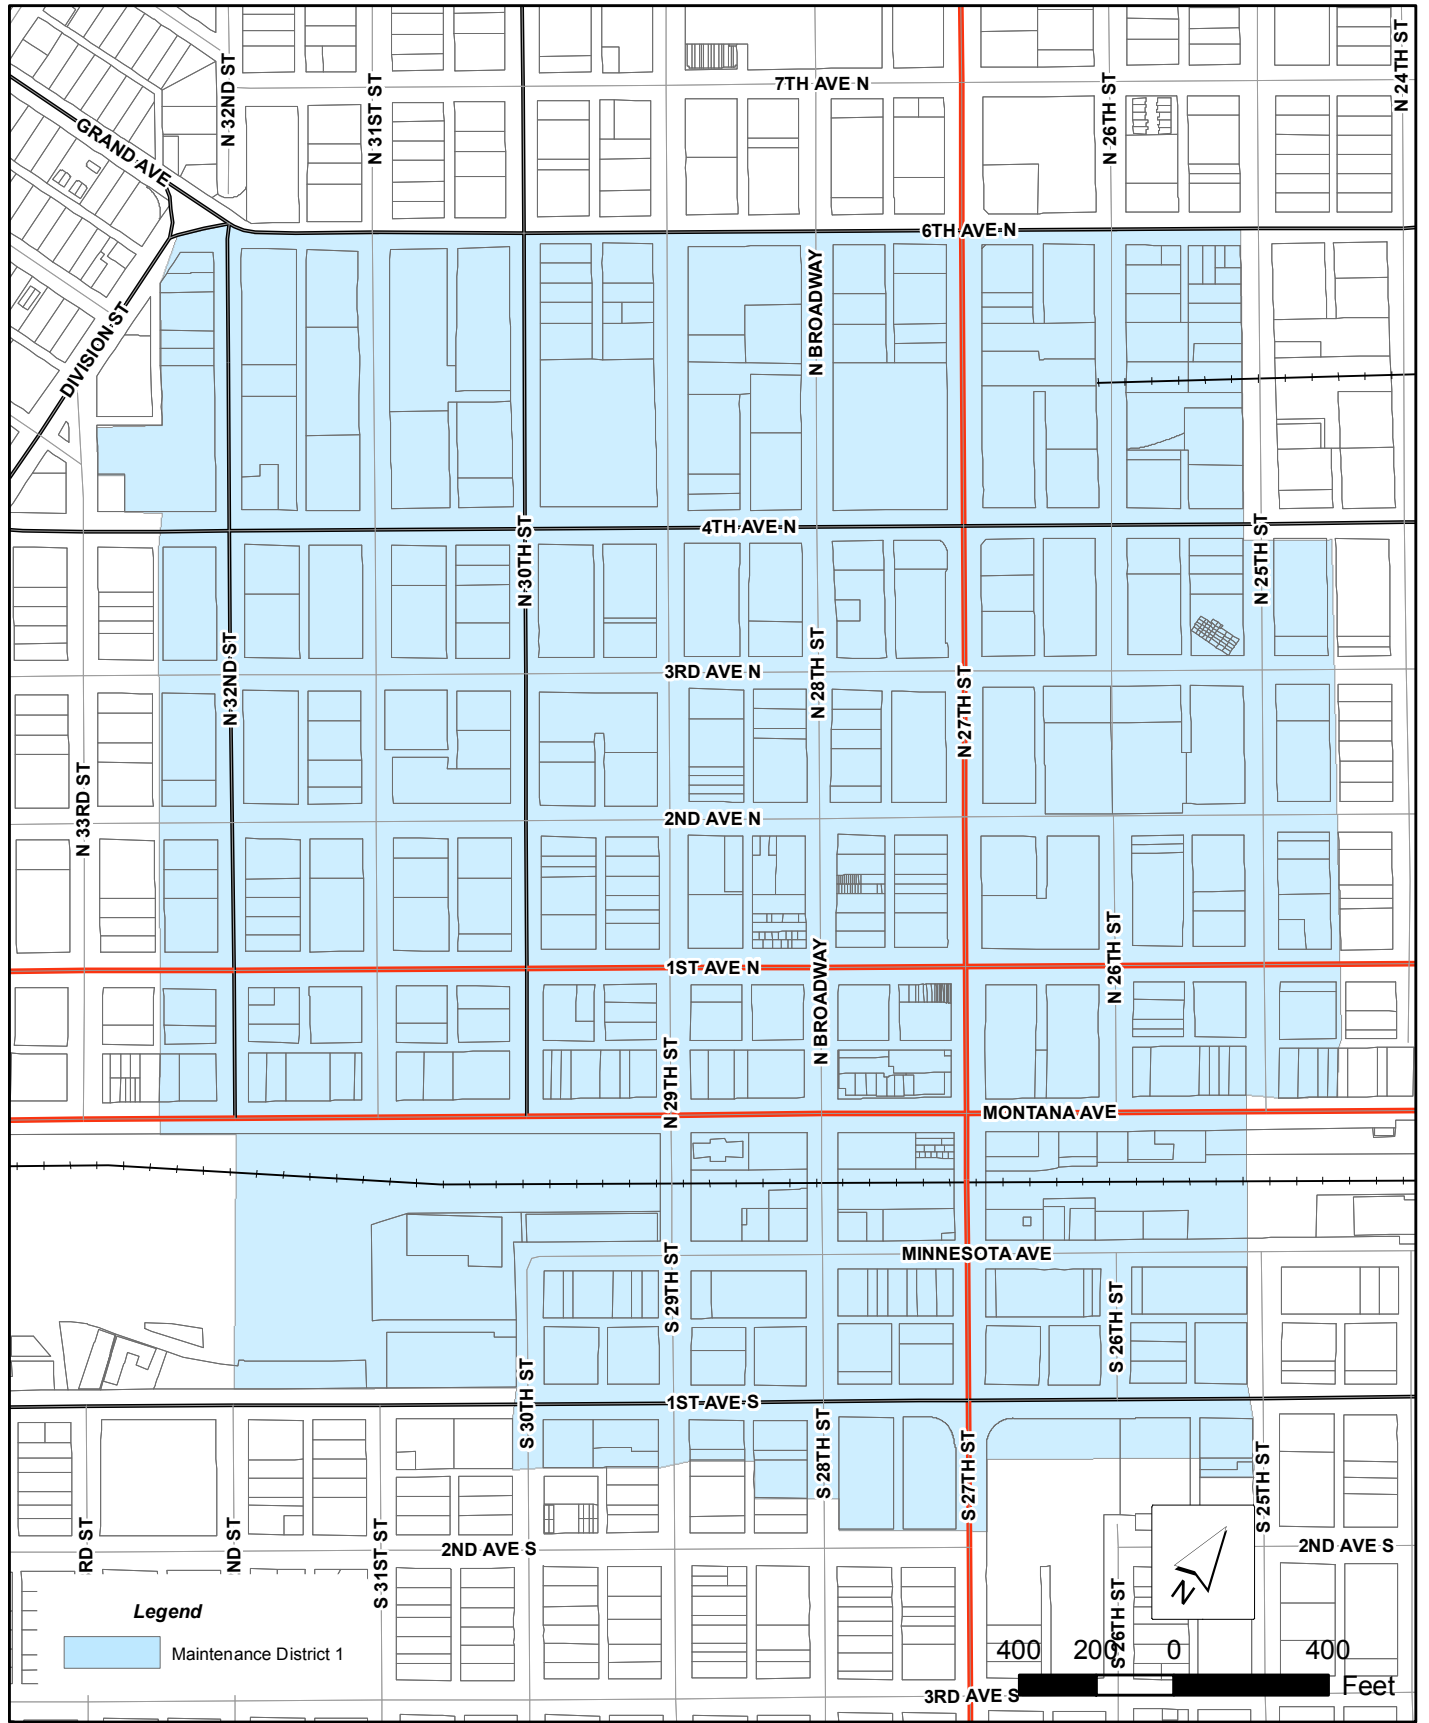 N 32ND ST
N 31ST ST
7TH AVE N
N 26TH ST
N 24TH ST
GRAND AVE
6TH AVE N
DIVISION ST
N BROADWAY
4TH AVE N
N 30TH ST
N 25TH ST
N 32ND ST
3RD AVE N
N 28TH ST
N 27TH ST
N 33RD ST
2ND AVE N
1ST AVE N
N BROADWAY
N 26TH ST
N 29TH ST
MONTANA AVE
MINNESOTA AVE
S 29TH ST
S 26TH ST
S 30TH ST
1ST AVE S
S 28TH ST
S 27TH ST
S 25TH ST
RD ST
ND ST
S 31ST ST
2ND AVE S
2ND AVE S
N
S 26TH ST
Legend
Maintenance District 1
400 200 0 400
Feet
3RD AVE S